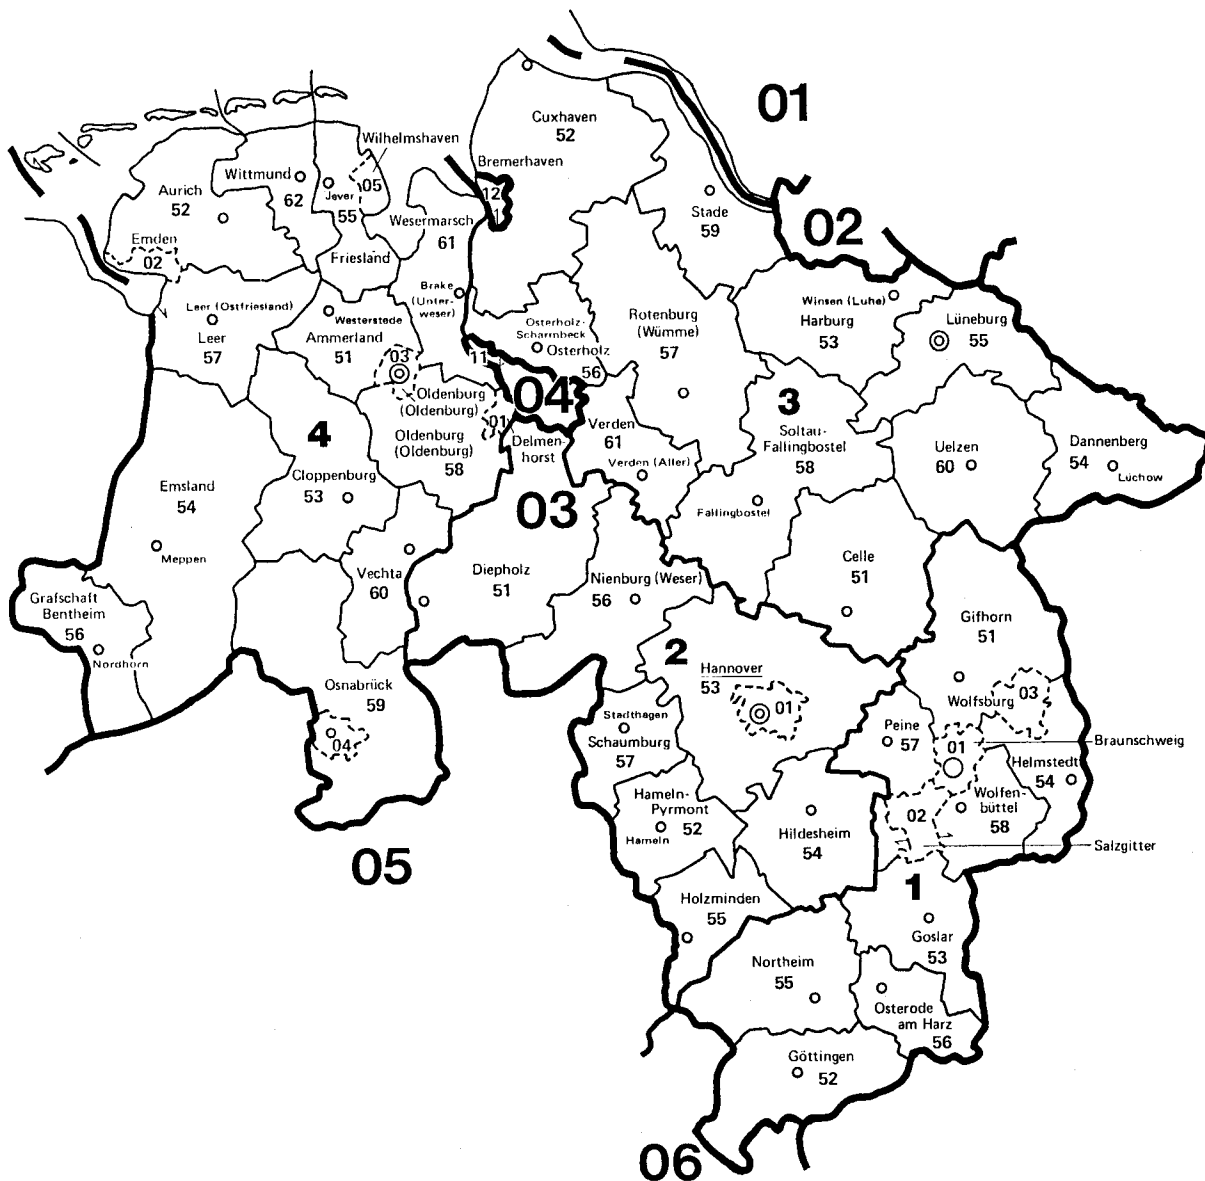 01
Cuxhaven
52
Wilhelmshaven
Bremerhaven
Wittmund
62
Jever
55
05
Aurich
52
12
1
Stade
59
02
Wesermarsch
61
Emden
02
Friesland
Brake
(Unter-
weser)
Leer (Ostfriesland)
Leer
57
Westerstede
Ammerland
51
03
Osterholz-
Scharmbeck
Osterholz
56
11
04
Rotenburg
(Wümme)
57
Winsen (Luhe)
Harburg
53
Lüneburg
55
Oldenburg
(Oldenburg)
Oldenburg
(Oldenburg)
58
01
Delmen-
horst
Verden
61
Verden (Aller)
3
Soltau-
Fallingbostel
58
Fallingbostel
Uelzen
60
Dannenberg
54
Lüchow
4
Cloppenburg
53
Emsland
54
Meppen
03
Vechta
60
Diepholz
51
Nienburg (Weser)
56
Celle
51
Grafschaft
Bentheim
56
Nordhorn
Gifhorn
51
Osnabrück
59
04
2
Hannover
53
01
Wolfsburg
03
1
Stadthagen
Schaumburg
57
Peine
57
01
Braunschweig
Helmstedt
54
Hameln-
Pyrmont
52
Hameln
Hildesheim
54
02
Wolfen-
büttel
58
Salzgitter
05
1
Holzminden
55
Goslar
53
Northeim
55
Osterode
am Harz
56
Göttingen
52
06